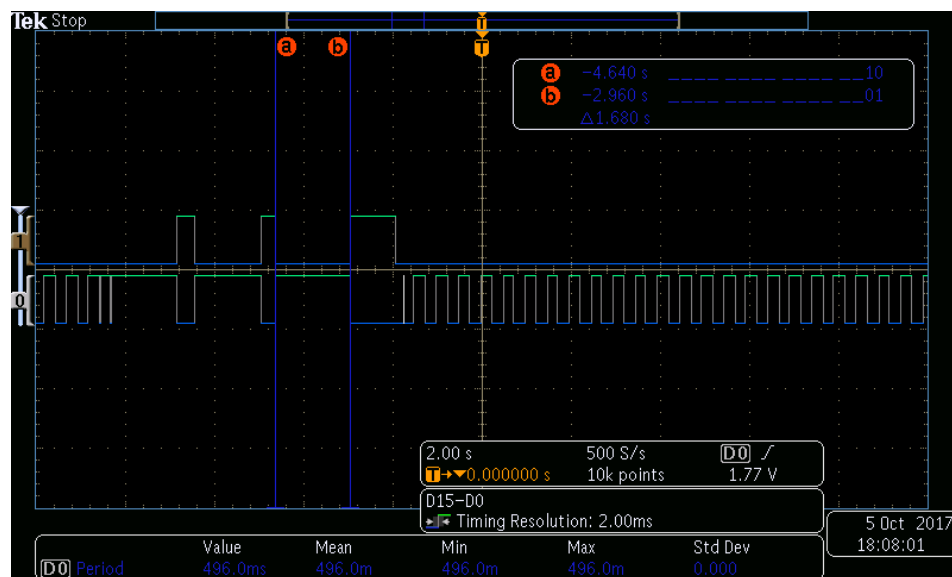 Tek Stop
T
a b T
a −4.640 s ____ ____ ____ __10
b −2.960 s ____ ____ ____ __01
△1.680 s
1
0
2.00 s 500 S/s D0 /
T→▼0.000000 s 10k points 1.77 V
D15-D0
Timing Resolution: 2.00ms
5 Oct 2017
18:08:01
Value Mean Min Max Std Dev
D0 Period 496.0ms 496.0m 496.0m 496.0m 0.000